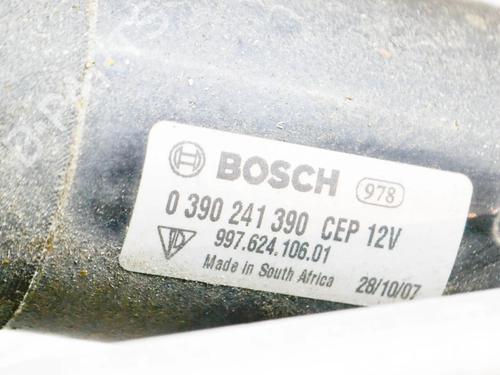 BOSCH 978
0 390 241 390 CEP 12V
997.624.106.01
Made in South Africa 28/10/07
B-PARTS